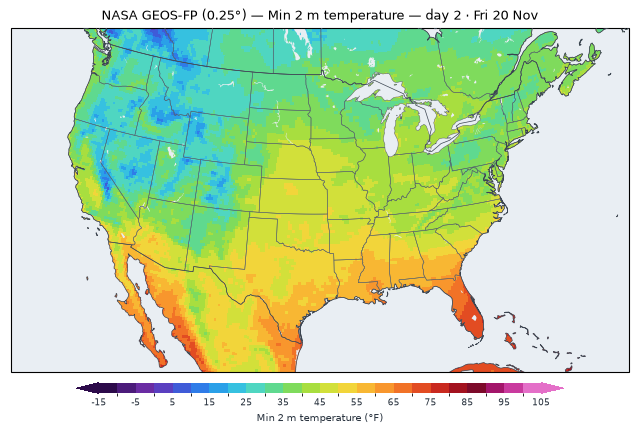 NASA GEOS-FP (0.25°) — Min 2 m temperature — day 2 · Fri 20 Nov
-15 -5 5 15 25 35 45 55 65 75 85 95 105
Min 2 m temperature (°F)